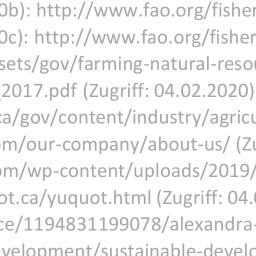 0b): http://www.fao.org/fisher
0c): http://www.fao.org/fisher
sets/gov/farming-natural-resou
2017.pdf (Zugriff: 04.02.2020)
ca/gov/content/industry/agricu
om/our-company/about-us/ (Zu
om/wp-content/uploads/2019/
ot.ca/yuquot.html (Zugriff: 04.0
ce/1194831199078/alexandra-
evelopment/sustainable-develo